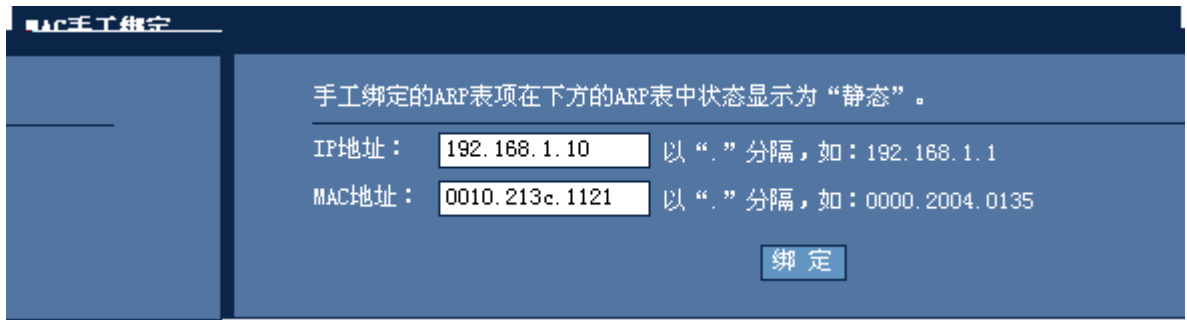 MAC手工绑定
手工绑定的ARP表项在下方的ARP表中状态显示为“静态”。
IP地址： 192.168.1.10 以“.”分隔，如：192.168.1.1
MAC地址： 0010.213c.1121 以“.”分隔，如：0000.2004.0135
绑 定